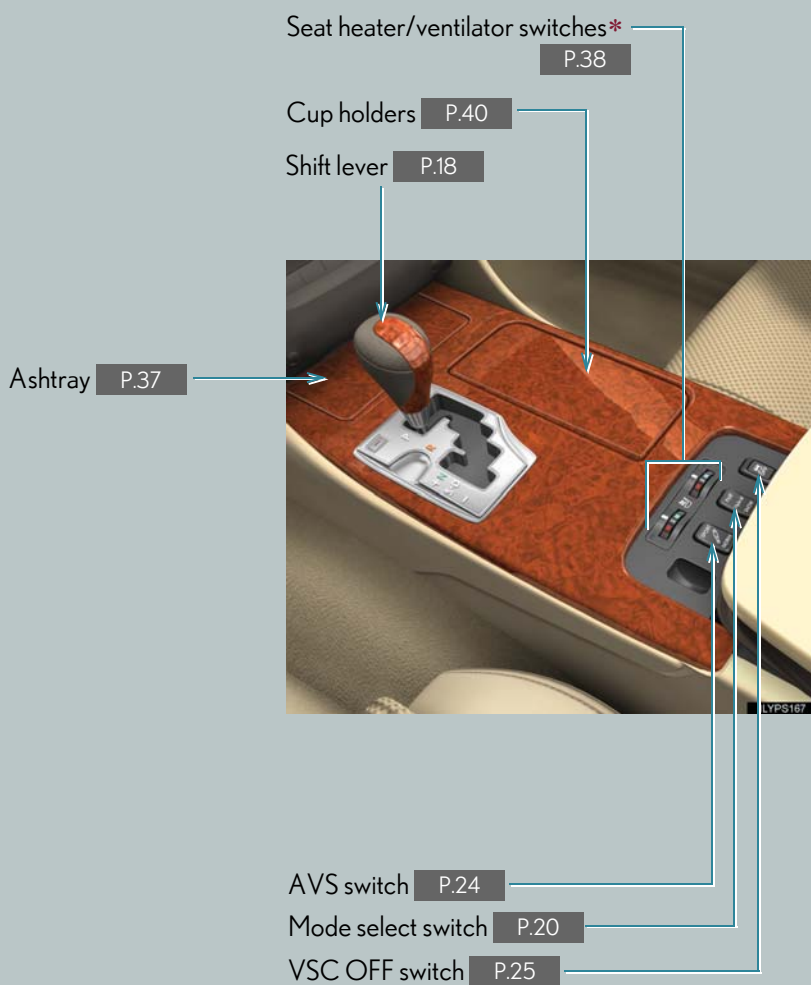 Seat heater/ventilator switches*
P.38
Cup holders P.40
Shift lever P.18
Ashtray P.37
R
N
LYPS167
AVS switch P.24
Mode select switch P.20
VSC OFF switch P.25